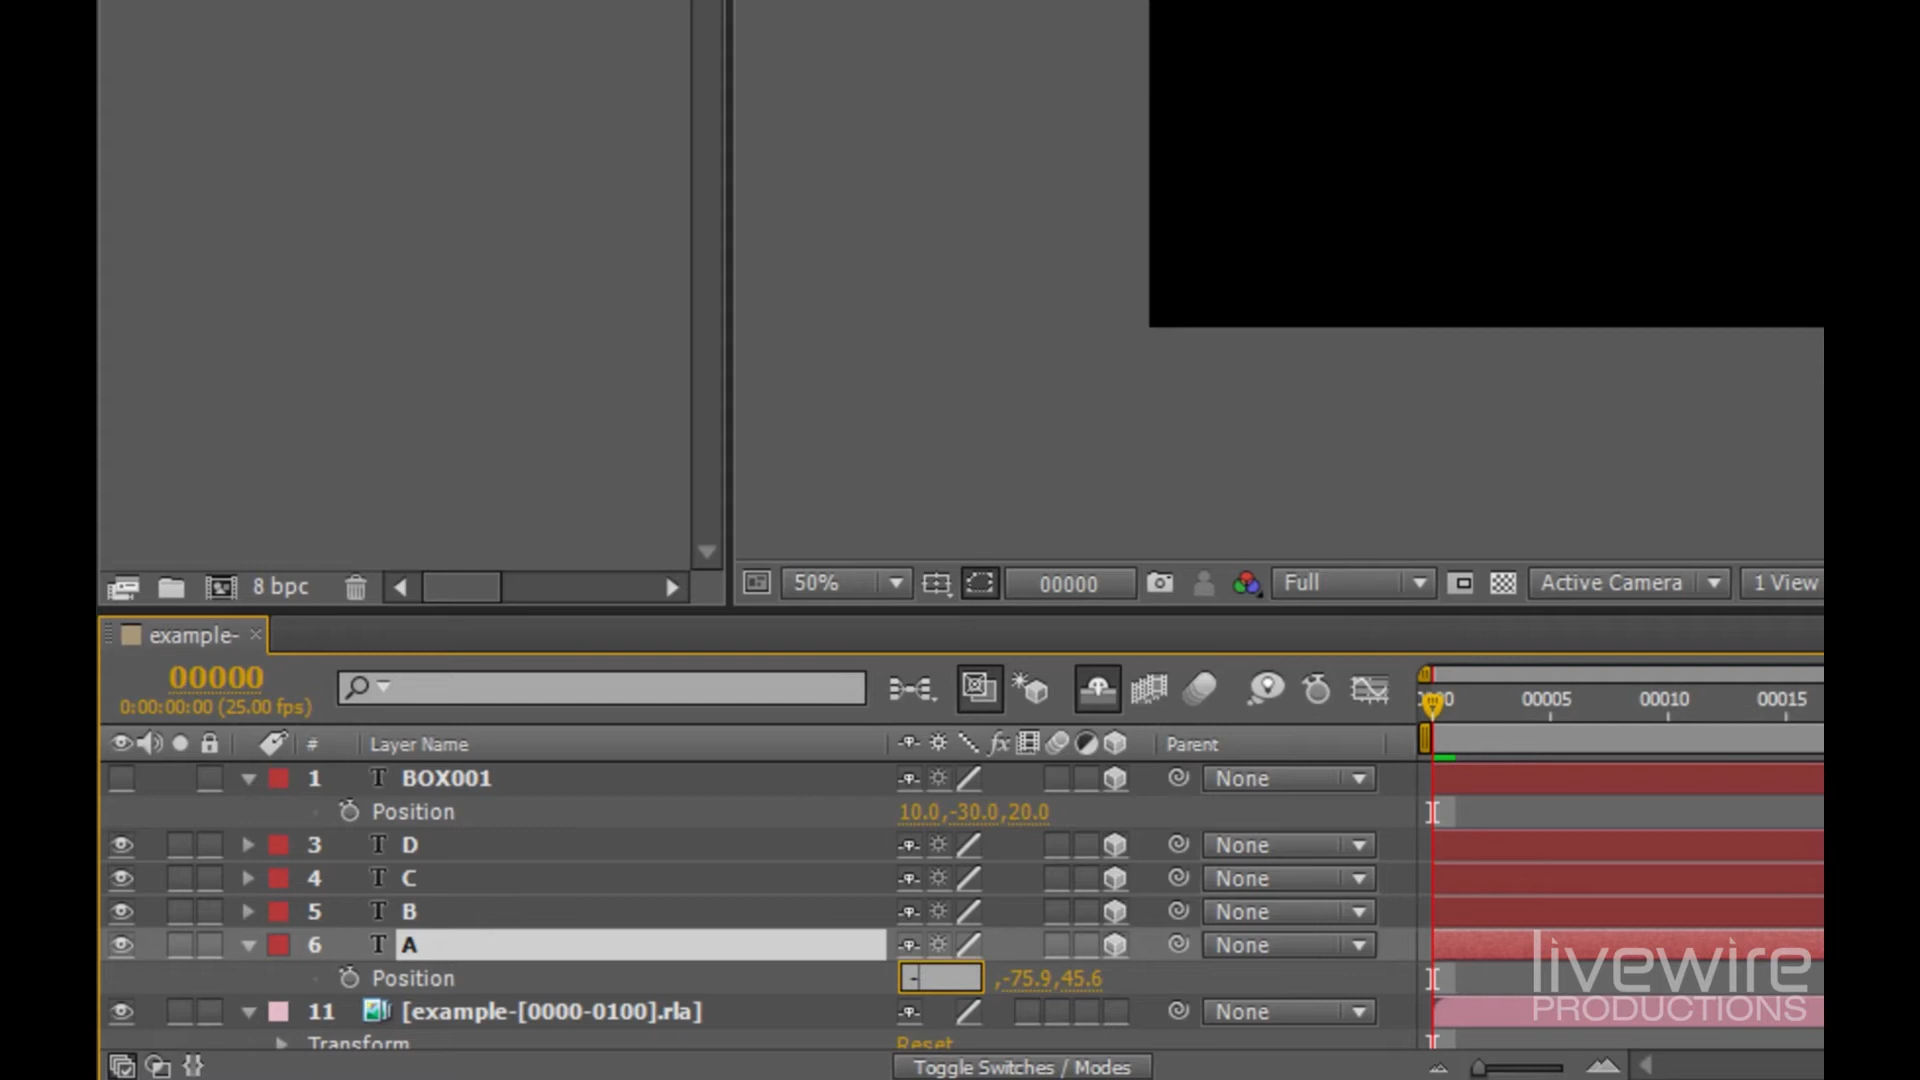 8 bpc
50%
00000
Full
Active Camera
1 View
example-
00000
0:00:00:00 (25.00 fps)
00005
00010
00015
#
Layer Name
fx
Parent
1
T
BOX001
None
Position
10.0,-30.0,20.0
3
T
D
None
4
T
C
None
5
T
B
None
6
T
A
None
Position
-
,-75.9,45.6
11
[example-[0000-0100].rla]
None
Transform
Reset
Toggle Switches / Modes
livewire
PRODUCTIONS